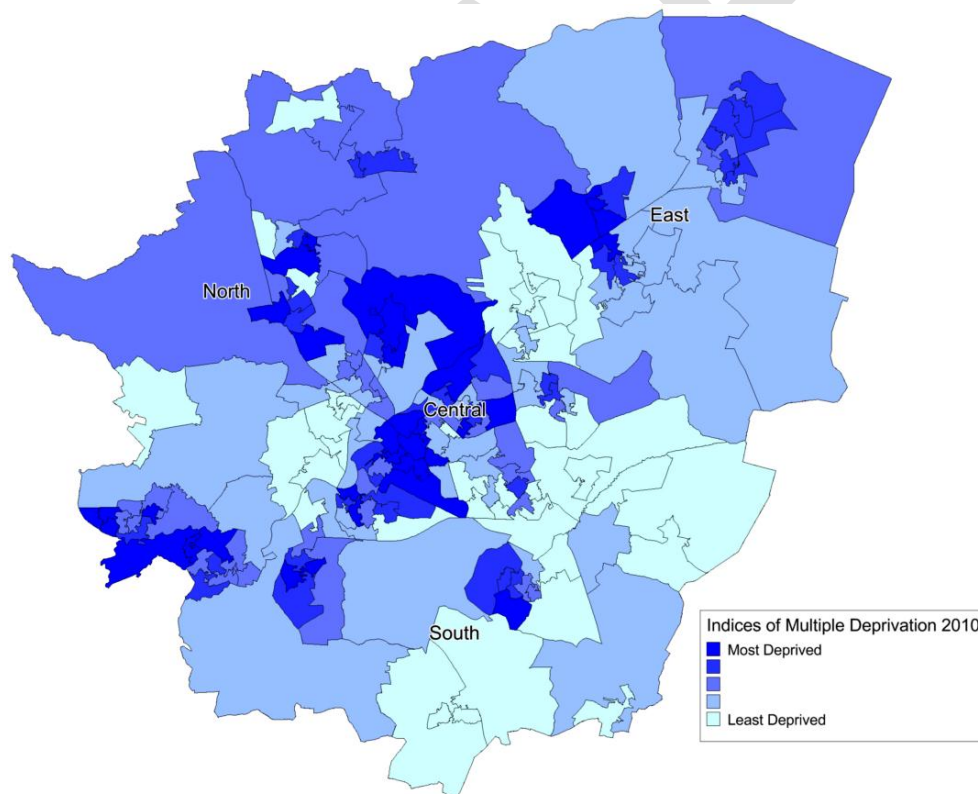 East
North
Central
South
Indices of Multiple Deprivation 2010
Most Deprived
Least Deprived